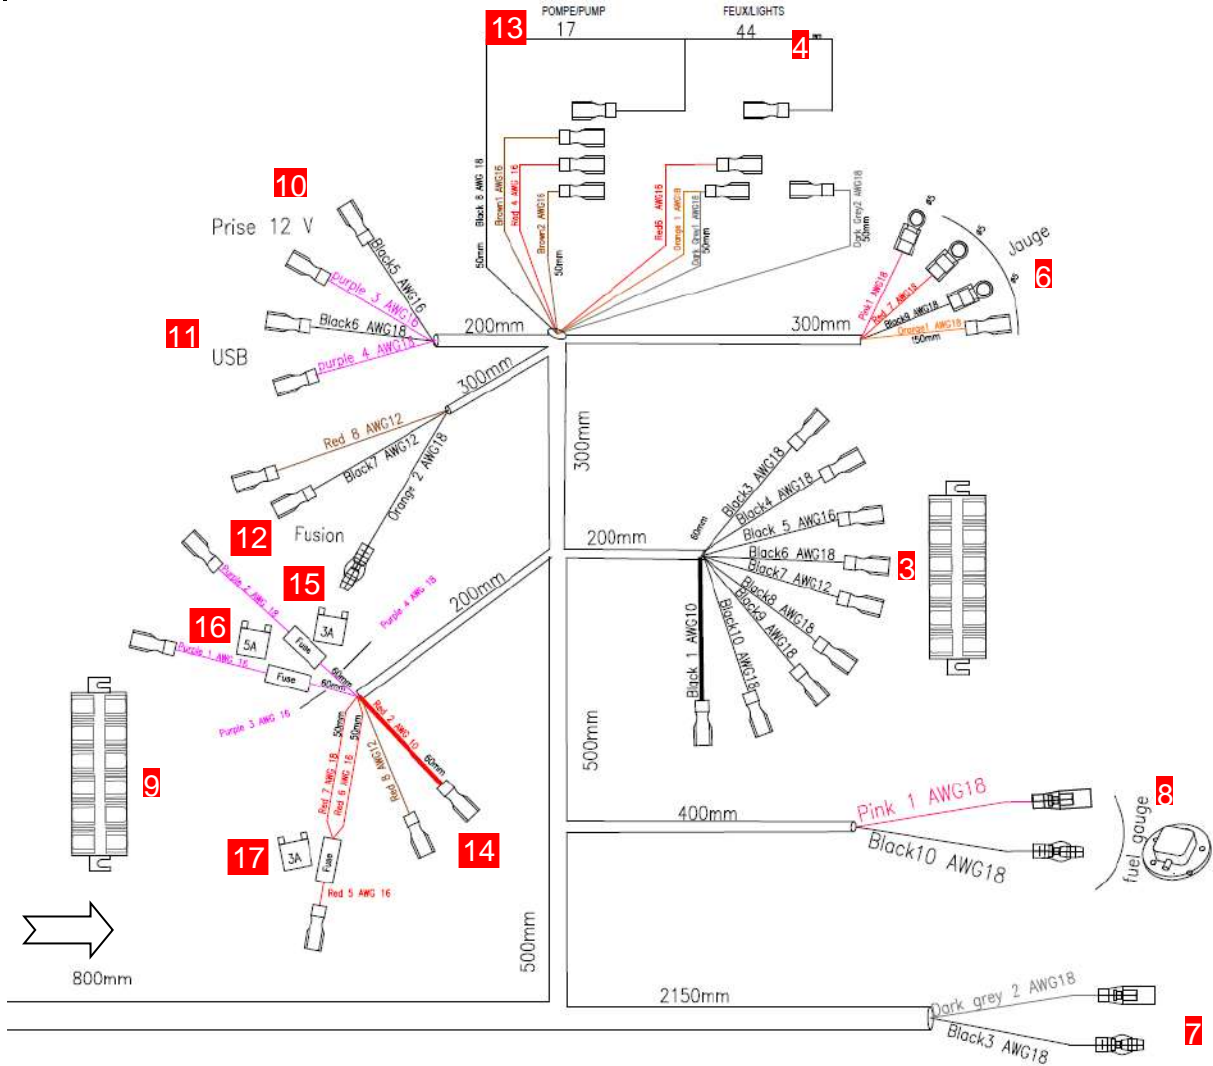 POMPE/PUMP
17
FEUX/LIGHTS
44
13
4
Black 8 AWG 18
50mm
Brown1 AWG16
Red 4 AWG 16
Brown2 AWG16
50mm
Red6 AWG16
Orange 1 AWG18
Dark Grey1 AWG18
50mm
Dark Grey2 AWG18
50mm
10
Prise 12 V
Black5 AWG16
purple 3 AWG16
Black6 AWG18
purple 4 AWG18
11
USB
200mm
300mm
Pink1 AWG18
Red 7 AWG18
Black9 AWG18
Orange1 AWG18
150mm
ø5
ø5
ø5
Jauge
6
300mm
Red 8 AWG12
Black7 AWG12
Orange 2 AWG18
12
Fusion
300mm
200mm
60mm
Black3 AWG18
Black4 AWG18
Black 5 AWG16
Black6 AWG18
Black7 AWG12
Black8 AWG18
Black9 AWG18
Black10 AWG18
Black 1 AWG10
3
15
3A
Purple 2 AWG 18
Fuse
60mm
Purple 4 AWG 18
200mm
16
5A
Purple 1 AWG 16
Fuse
60mm
Purple 3 AWG 16
50mm
50mm
Red 2 AWG 10
60mm
Red 7 AWG 18
Red 6 AWG 16
Red 8 AWG12
14
17
3A
Fuse
Red 5 AWG 16
9
500mm
400mm
Pink 1 AWG18
Black10 AWG18
fuel gauge
8
800mm
500mm
2150mm
Dark grey 2 AWG18
Black3 AWG18
7